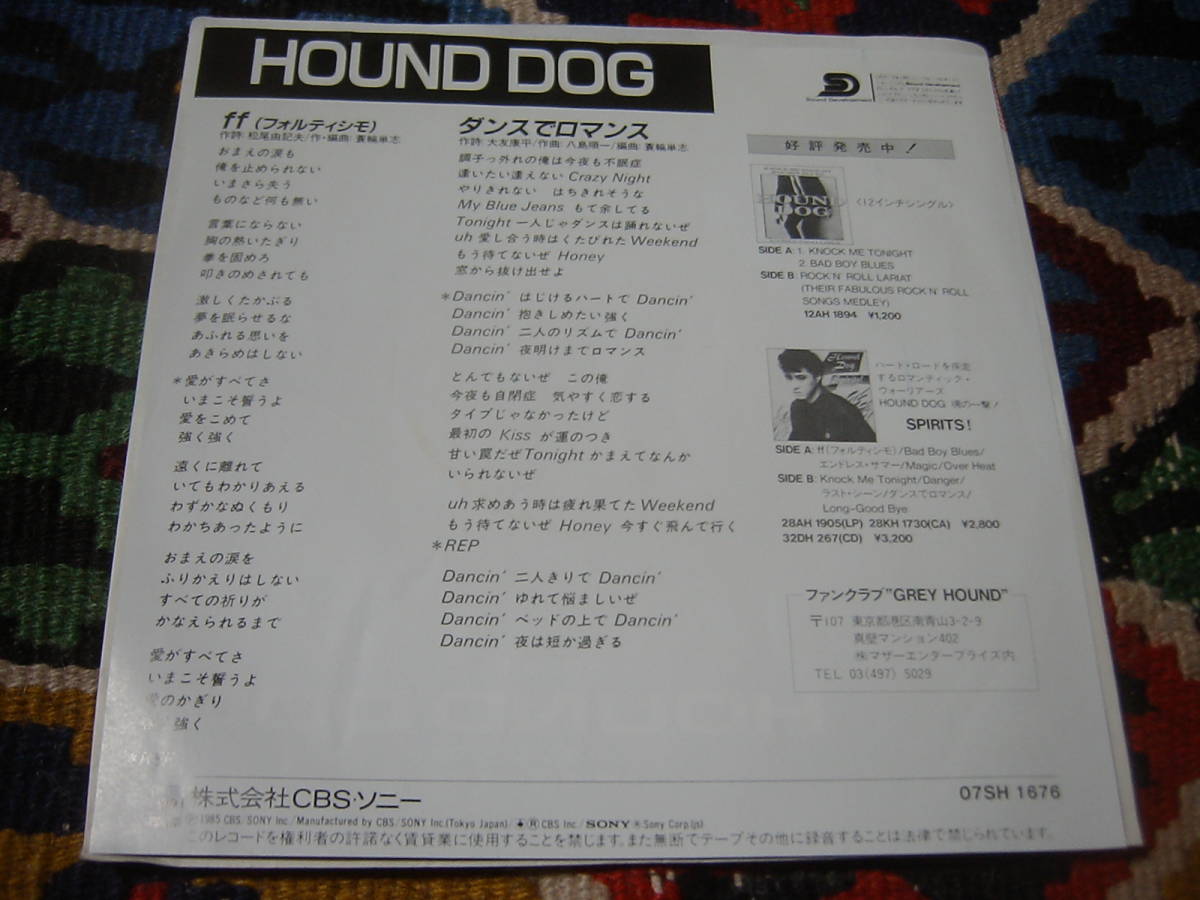 HOUND DOG
ff (フォルティシモ)
作詩: 松尾由記夫/作・編曲: 蓑輪単志
おまえの涙も
俺を止められない
いまさら失う
ものなど何も無い
言葉にならない
胸の熱いたぎり
拳を固めろ
叩きのめされても
激しくたかぶる
夢を眠らせるな
あふれる思いを
あきらめはしない
*愛がすべてさ
いまこそ誓うよ
愛をこめて
強く強く
遠くに離れて
いてもわかりあえる
わずかなぬくもり
わかちあったように
おまえの涙を
ふりかえりはしない
すべての祈りが
かなえられるまで
愛がすべてさ
いまこそ誓うよ
のかぎり
強く
ダンスでロマンス
作詩: 大友康平/作曲: 八島順一/編曲: 蓑輪単志
調子っ外れの俺は今夜も不眠症
逢いたい逢えない Crazy Night
やりきれない はちきれそうな
My Blue Jeans もて余してる
Tonight 一人じゃダンスは踊れないぜ
uh 愛し合う時はくたびれた Weekend
もう待てないぜ Honey
窓から抜け出せよ
*Dancin' はじけるハートで Dancin'
Dancin' 抱きしめたい強く
Dancin' 二人のリズムで Dancin'
Dancin' 夜明けまでロマンス
とんでもないぜ この俺
今夜も自閉症 気やすく恋する
タイプじゃなかったけど
最初の Kiss が運のつき
甘い罠だぜ Tonight かまえてなんか
いられないぜ
uh 求めあう時は疲れ果てた Weekend
もう待てないぜ Honey 今すぐ飛んて行く
*REP
Dancin' 二人きりで Dancin'
Dancin' ゆれて悩ましいぜ
Dancin' ベッドの上で Dancin'
Dancin' 夜は短か過ぎる
Sound Development
好評発売中!
HOUND DOG
〈12インチシングル〉
SIDE A: 1. KNOCK ME TONIGHT
2. BAD BOY BLUES
SIDE B: ROCK N' ROLL LARIAT
(THEIR FABULOUS ROCK N' ROLL
SONGS MEDLEY)
12AH 1894 ¥1,200
Hound Dog
ハート・ロードを疾走
するロマンティック・
ウォーリアーズ
HOUND DOG 魂の一撃!
SPIRITS!
SIDE A: ff(フォルティシモ)/Bad Boy Blues/
エンドレス・サマー/Magic/Over Heat
SIDE B: Knock Me Tonight/Danger/
ラスト・シーン/ダンスでロマンス/
Long-Good Bye
28AH 1905(LP) 28KH 1730(CA) ¥2,800
32DH 267(CD) ¥3,200
ファンクラブ"GREY HOUND"
〒107 東京都港区南青山3-2-9
真壁マンション402
㈱マザーエンタープライズ内
TEL 03(497) 5029
株式会社CBS・ソニー
07SH 1676
Ⓟ1985 CBS. SONY Inc./Manufactured by CBS/SONY Inc.(Tokyo Japan)/ Ⓡ CBS Inc./SONY ® Sony Corp.(js)
このレコードを権利者の許諾なく賃貸業に使用することを禁じます。また無断でテープその他に録音することは法律で禁じられています。